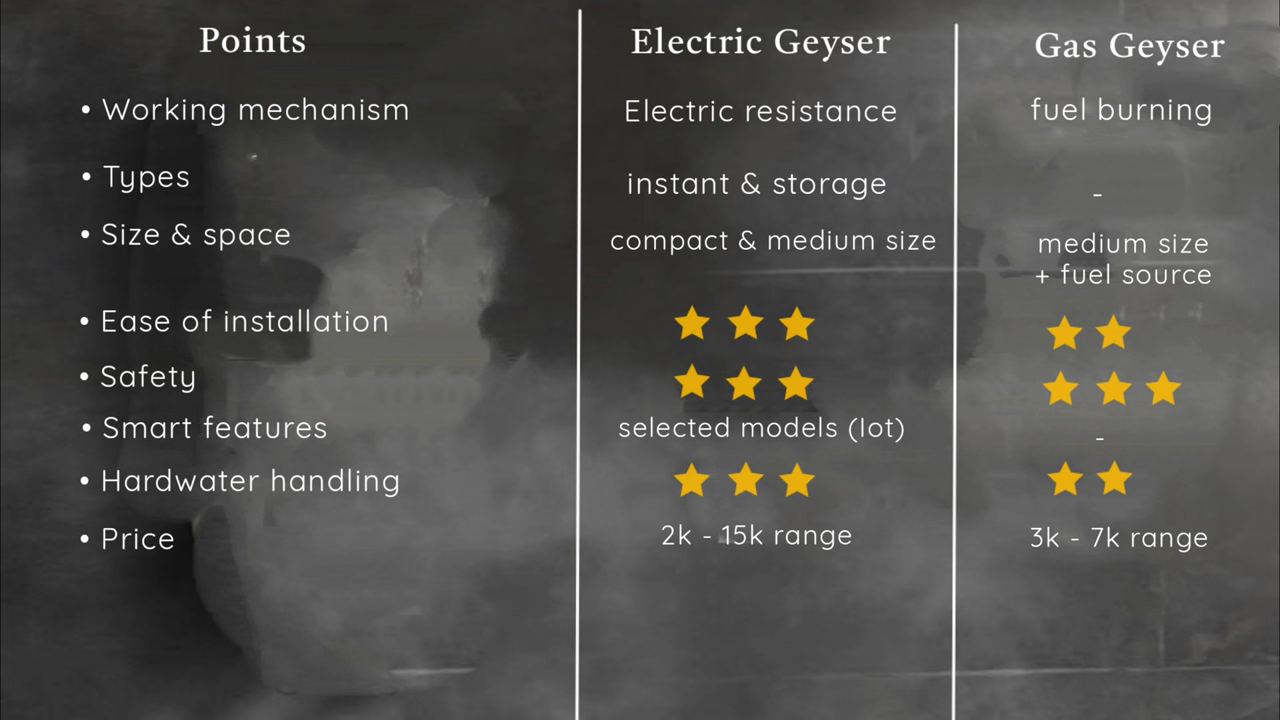 Points Electric Geyser Gas Geyser
• Working mechanism Electric resistance fuel burning
• Types instant & storage -
• Size & space compact & medium size medium size
+ fuel source
• Ease of installation
• Safety
• Smart features selected models (Iot) -
• Hardwater handling
• Price 2k - 15k range 3k - 7k range